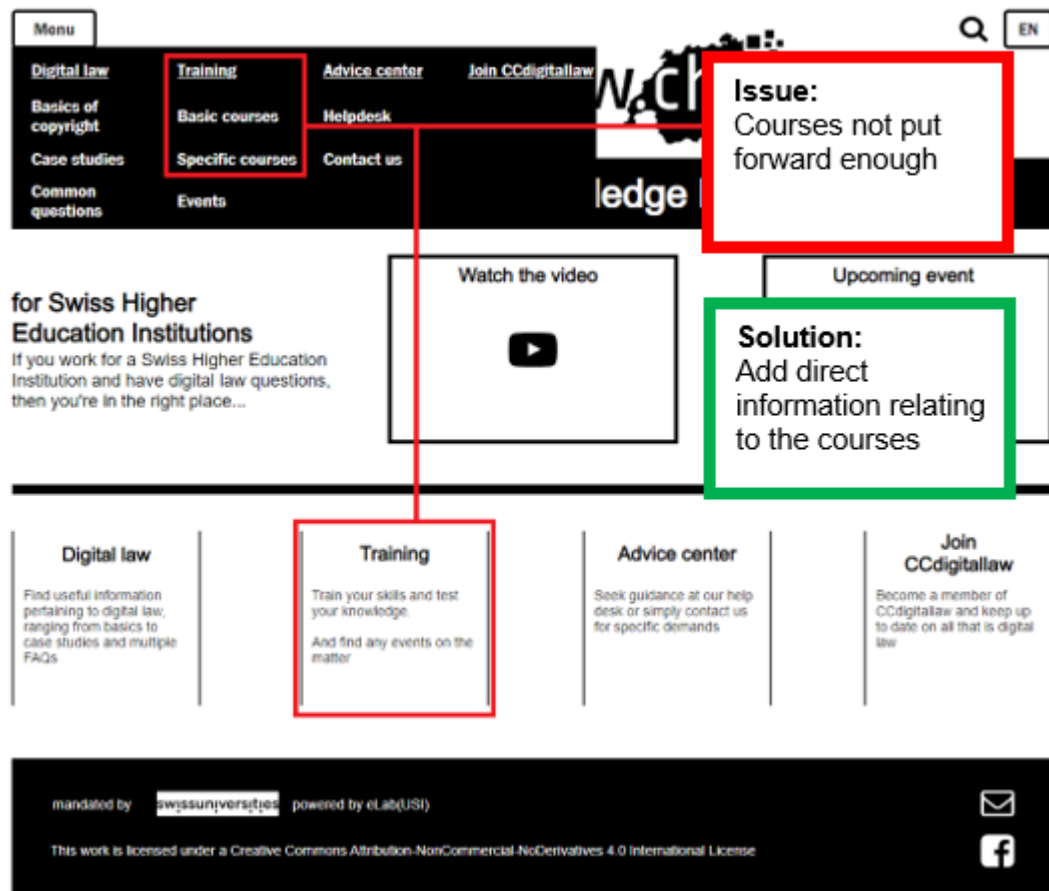 Menu
EN
Digital law
Training
Advice center
Join CCdigitallaw
Basics of
copyright
Basic courses
Helpdesk
Case studies
Specific courses
Contact us
Common
questions
Events
w.ch
ledge
Issue:
Courses not put
forward enough
for Swiss Higher
Education Institutions
If you work for a Swiss Higher Education
Institution and have digital law questions,
then you're in the right place...
Watch the video
Upcoming event
Solution:
Add direct
information relating
to the courses
Digital law
Find useful information
pertaining to digital law,
ranging from basics to
case studies and multiple
FAQs
Training
Train your skills and test
your knowledge.
And find any events on the
matter
Advice center
Seek guidance at our help
desk or simply contact us
for specific demands
Join
CCdigitallaw
Become a member of
CCdigitallaw and keep up
to date on all that is digital
law
mandated by swissuniversities powered by eLab(USI)
This work is licensed under a Creative Commons Attribution-NonCommercial-NoDerivatives 4.0 International License